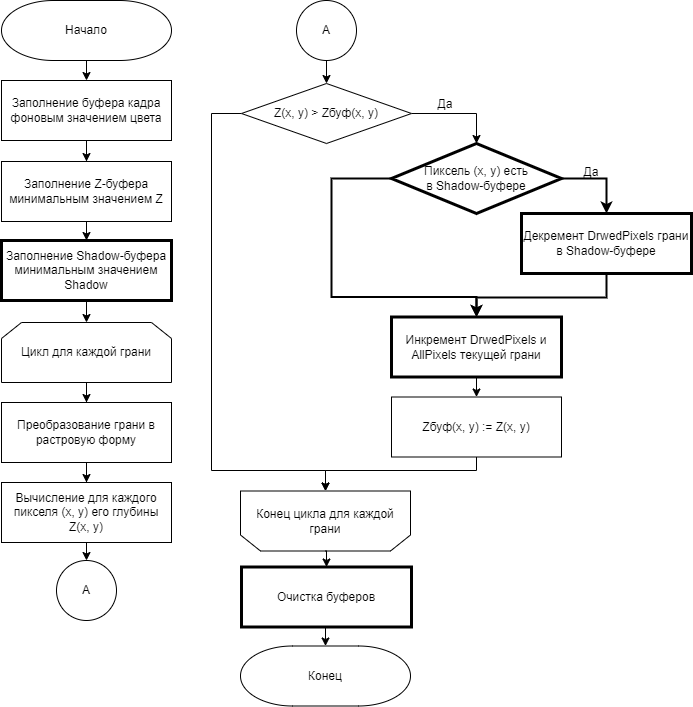 Начало
Заполнение буфера кадра
фоновым значением цвета
Заполнение Z-буфера
минимальным значением Z
Заполнение Shadow-буфера
минимальным значением
Shadow
Цикл для каждой грани
Преобразование грани в
растровую форму
Вычисление для каждого
пикселя (x, y) его глубины
Z(x, y)
A
A
Z(x, y) > Zбуф(x, y)
Да
Пиксель (x, y) есть
в Shadow-буфере
Да
Декремент DrwedPixels грани
в Shadow-буфере
Инкремент DrwedPixels и
AllPixels текущей грани
Zбуф(x, y) := Z(x, y)
Конец цикла для каждой
грани
Очистка буферов
Конец